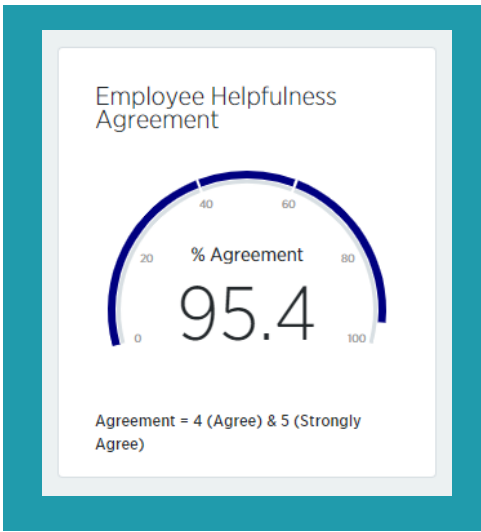 Employee Helpfulness
Agreement
40 60
20 % Agreement 80
95.4
0 100
Agreement = 4 (Agree) & 5 (Strongly
Agree)